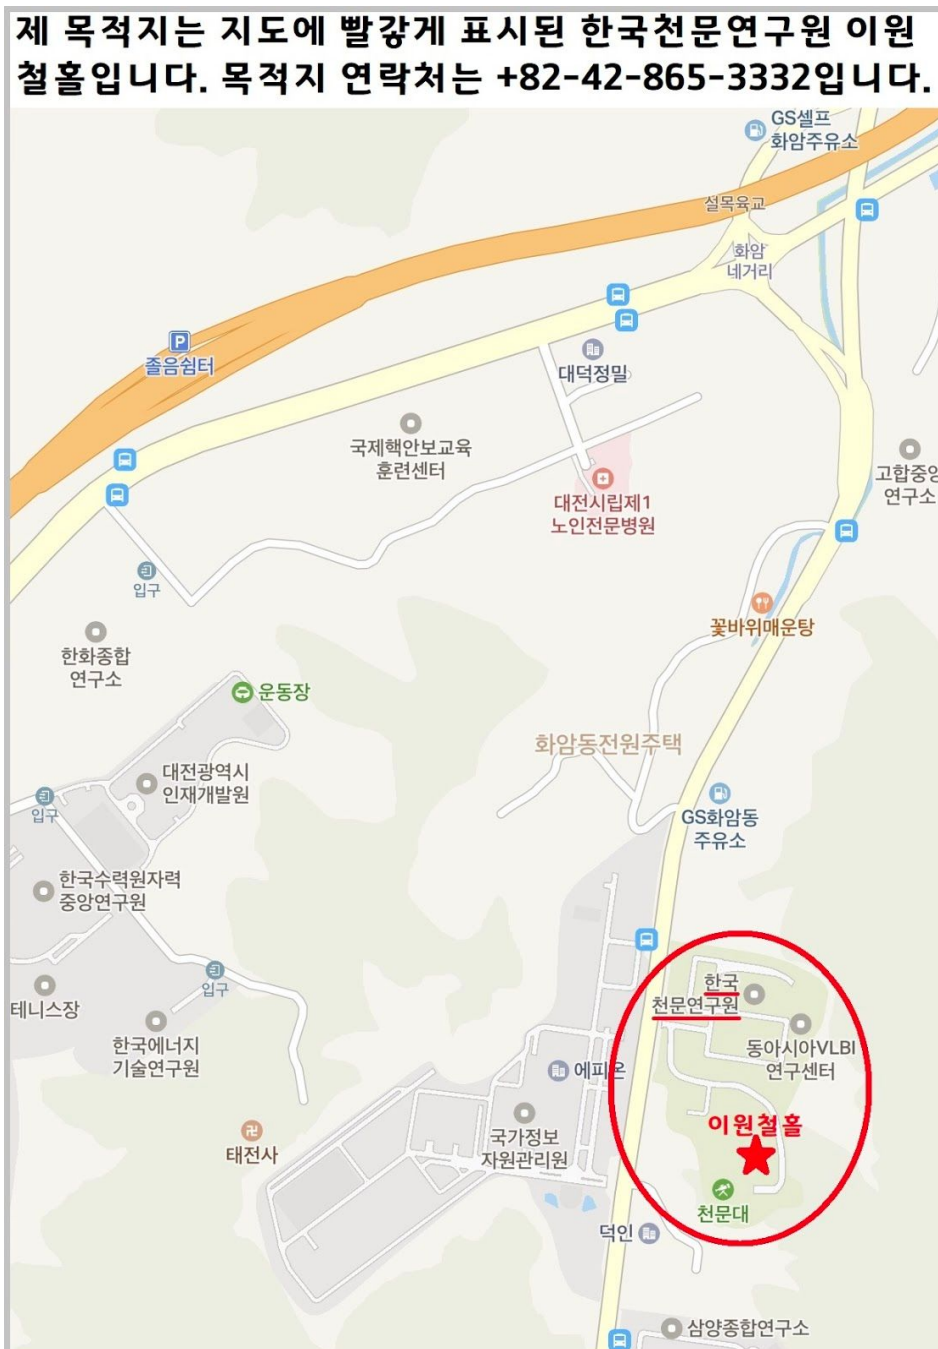 제 목적지는 지도에 빨갛게 표시된 한국천문연구원 이원
철홀입니다. 목적지 연락처는 +82-42-865-3332입니다.
GS셀프
화암주유소
설목육교
화암
네거리
P
졸음쉼터
대덕정밀
국제핵안보교육
훈련센터
고합중앙
연구소
대전시립제1
노인전문병원
입구
꽃바위매운탕
한화종합
연구소
운동장
화암동전원주택
대전광역시
인재개발원
입구
GS화암동
주유소
한국수력원자력
중앙연구원
입구
한국
천문연구원
테니스장
한국에너지
기술연구원
동아시아VLBI
연구센터
에피온
이원철홀
국가정보
자원관리원
태전사
천문대
덕인
삼양종합연구소